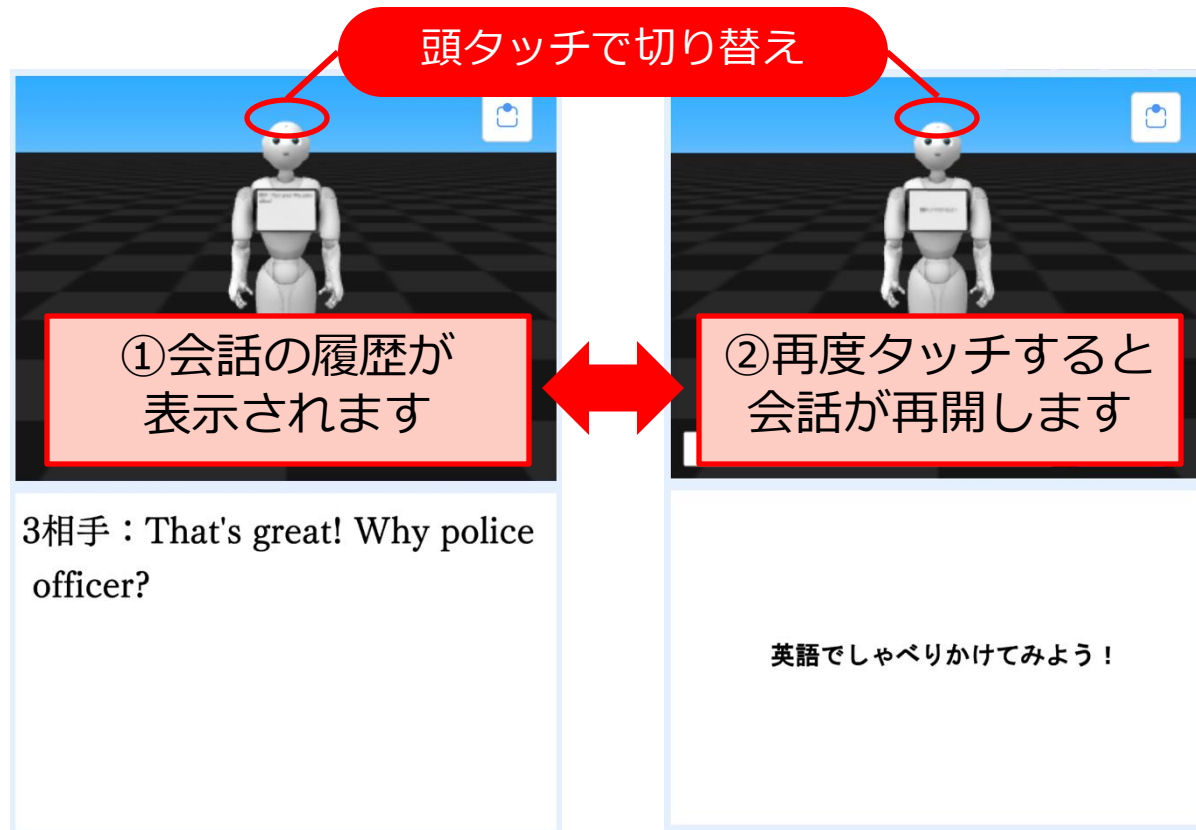 頭タッチで切り替え
①会話の履歴が
表示されます
②再度タッチすると
会話が再開します
3相手：That's great! Why police
officer?
英語でしゃべりかけてみよう！